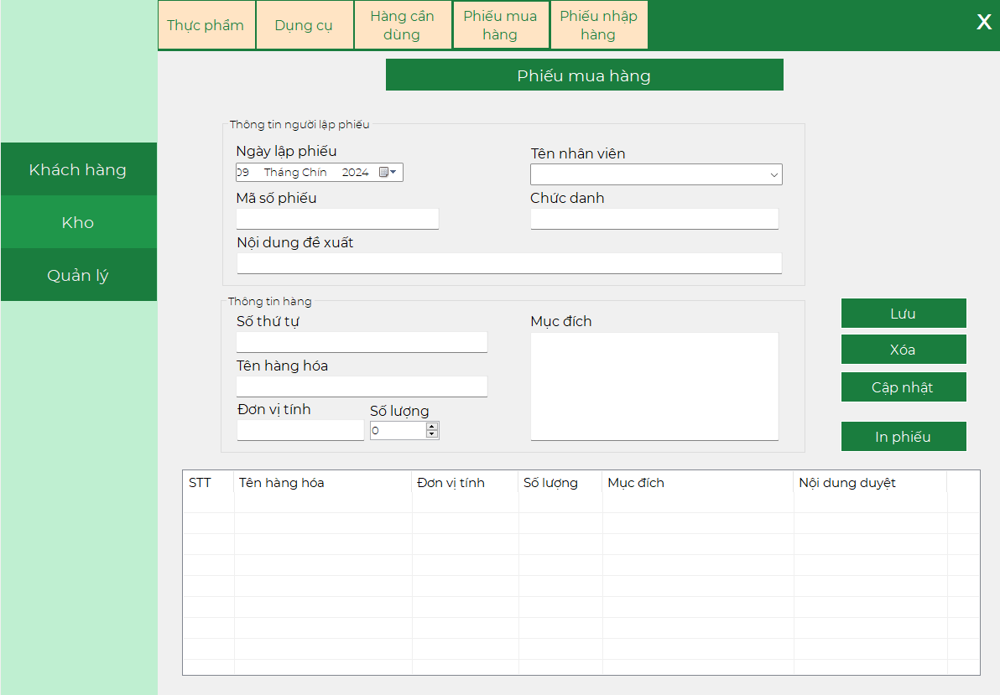 Thực phẩm
Dụng cụ
Hàng cần
dùng
Phiếu mua
hàng
Phiếu nhập
hàng
X
Phiếu mua hàng
Khách hàng
Kho
Quản lý
Thông tin người lập phiếu
Ngày lập phiếu
Tên nhân viên
09 Tháng Chín 2024
Mã số phiếu
Chức danh
Nội dung đề xuất
Thông tin hàng
Số thứ tự
Mục đích
Tên hàng hóa
Đơn vị tính
Số lượng
0
Lưu
Xóa
Cập nhật
In phiếu
STT Tên hàng hóa Đơn vị tính Số lượng Mục đích Nội dung duyệt